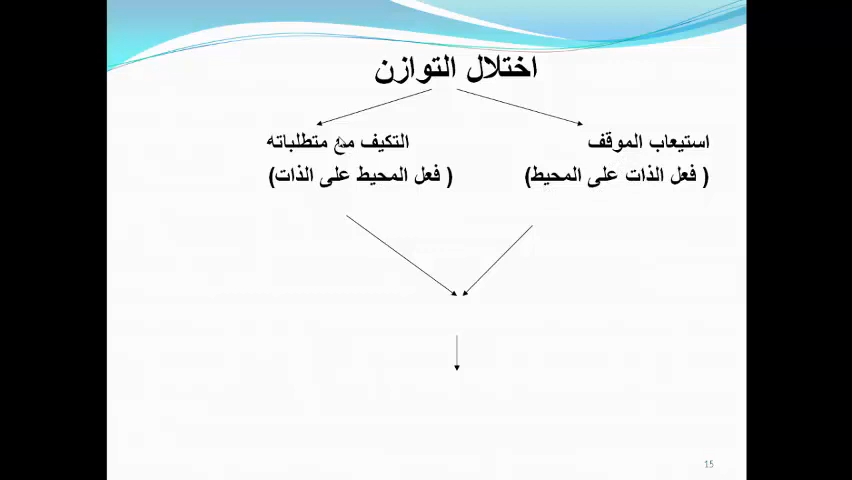 اختلال التوازن
استيعاب الموقف
( فعل الذات على المحيط)
التكيف مع متطلباته
( فعل المحيط على الذات)
15